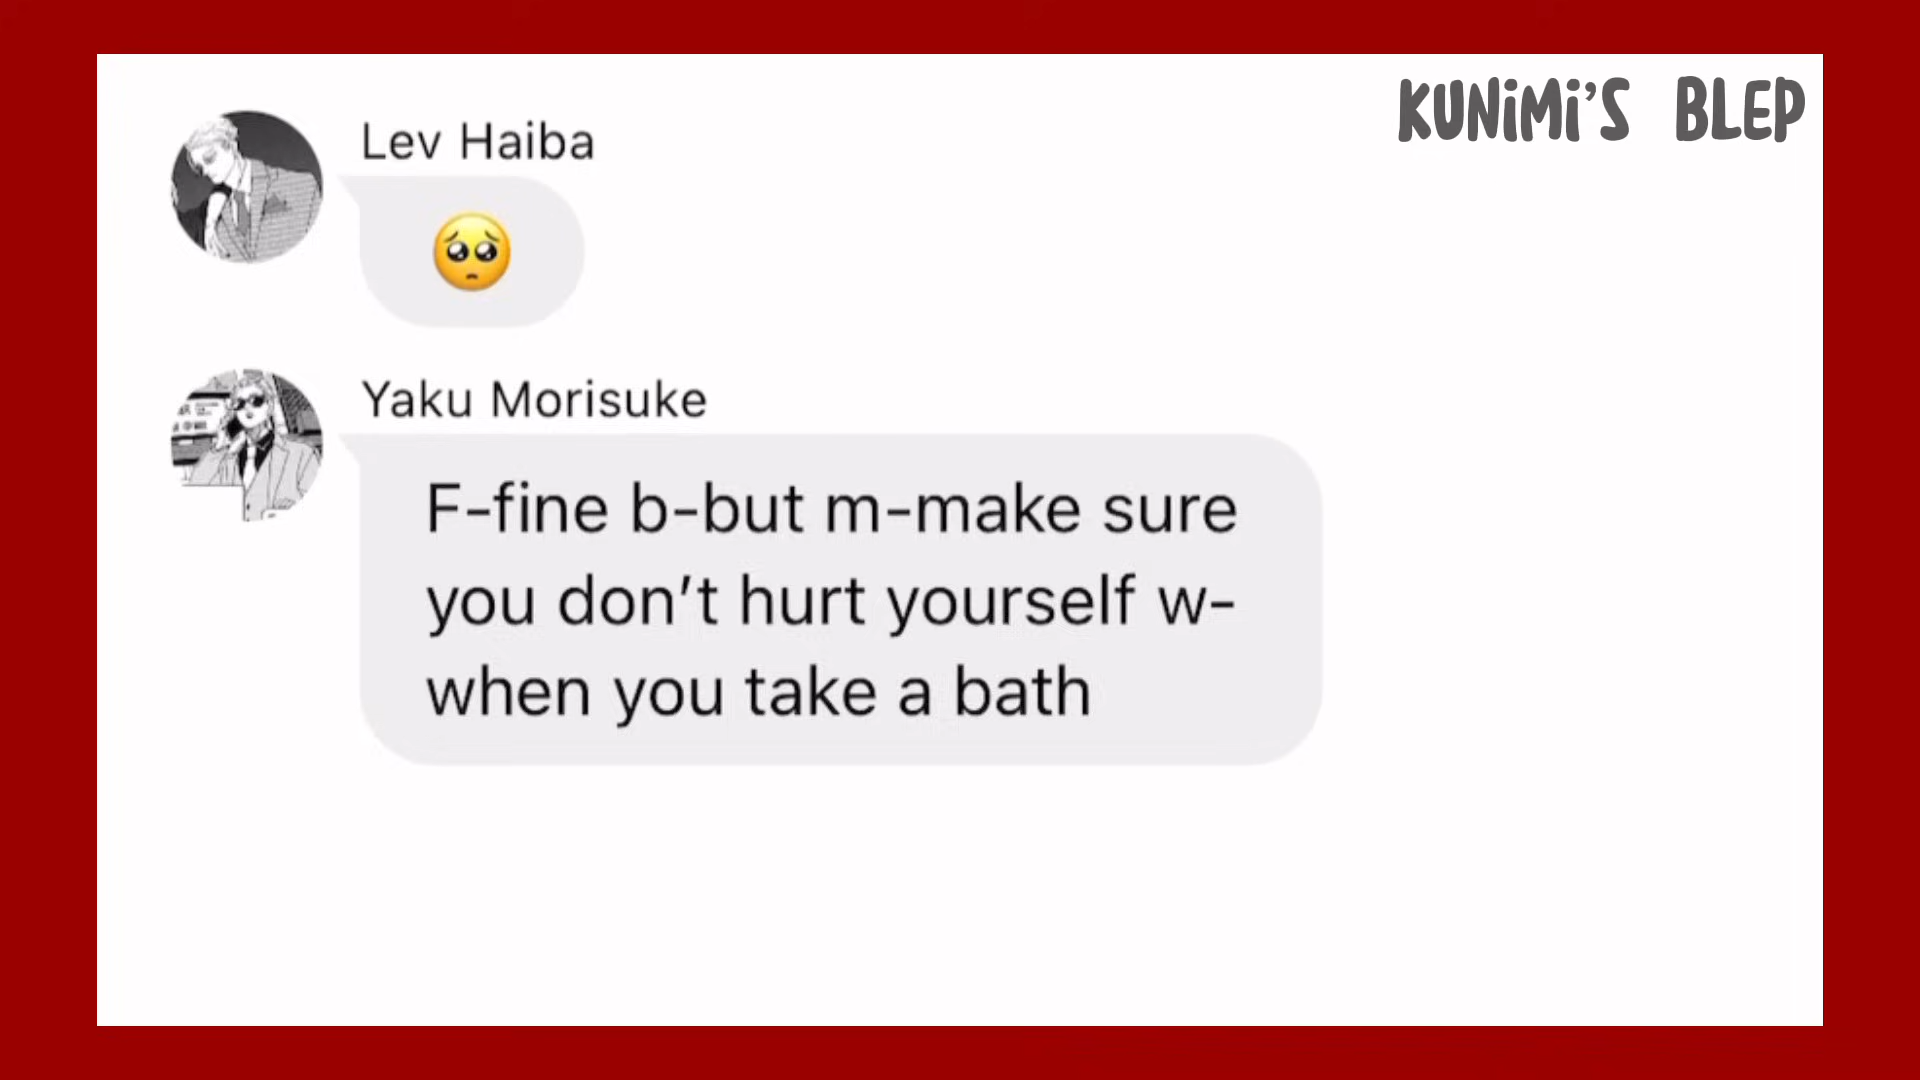 KUNiMi'S BLEP
Lev Haiba
🥺
Yaku Morisuke
F-fine b-but m-make sure
you don't hurt yourself w-
when you take a bath